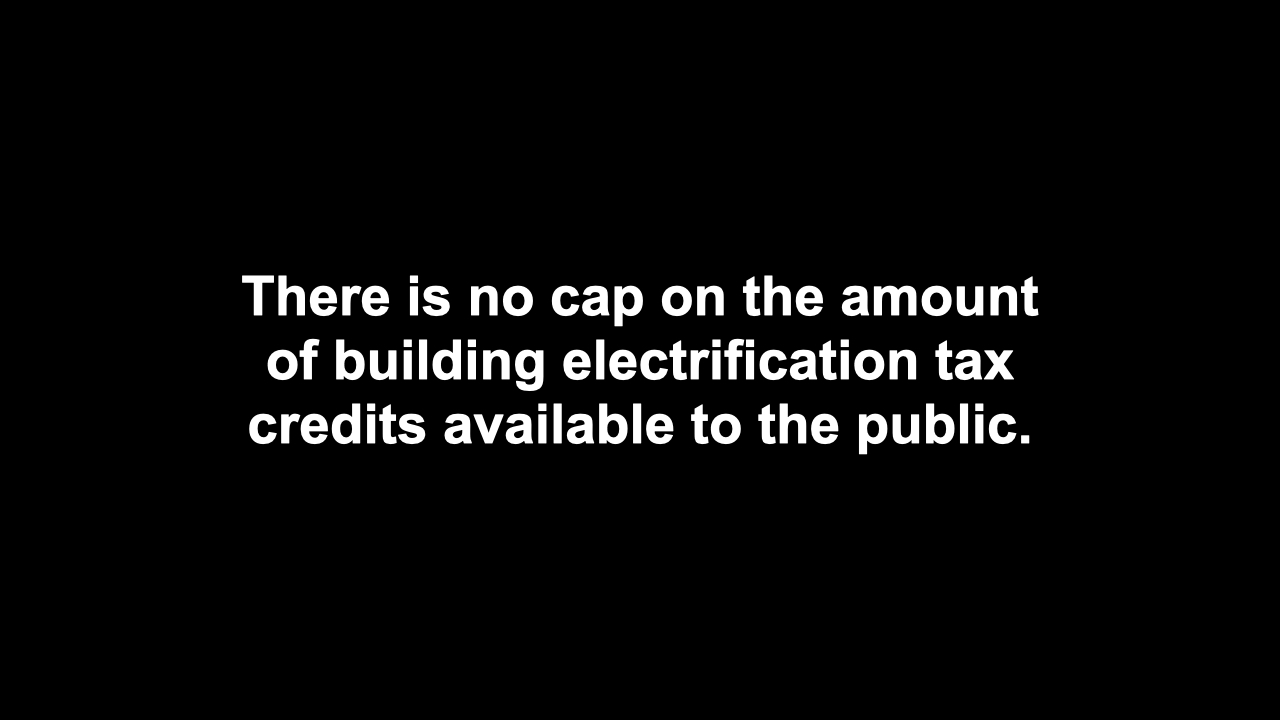 There is no cap on the amount
of building electrification tax
credits available to the public.